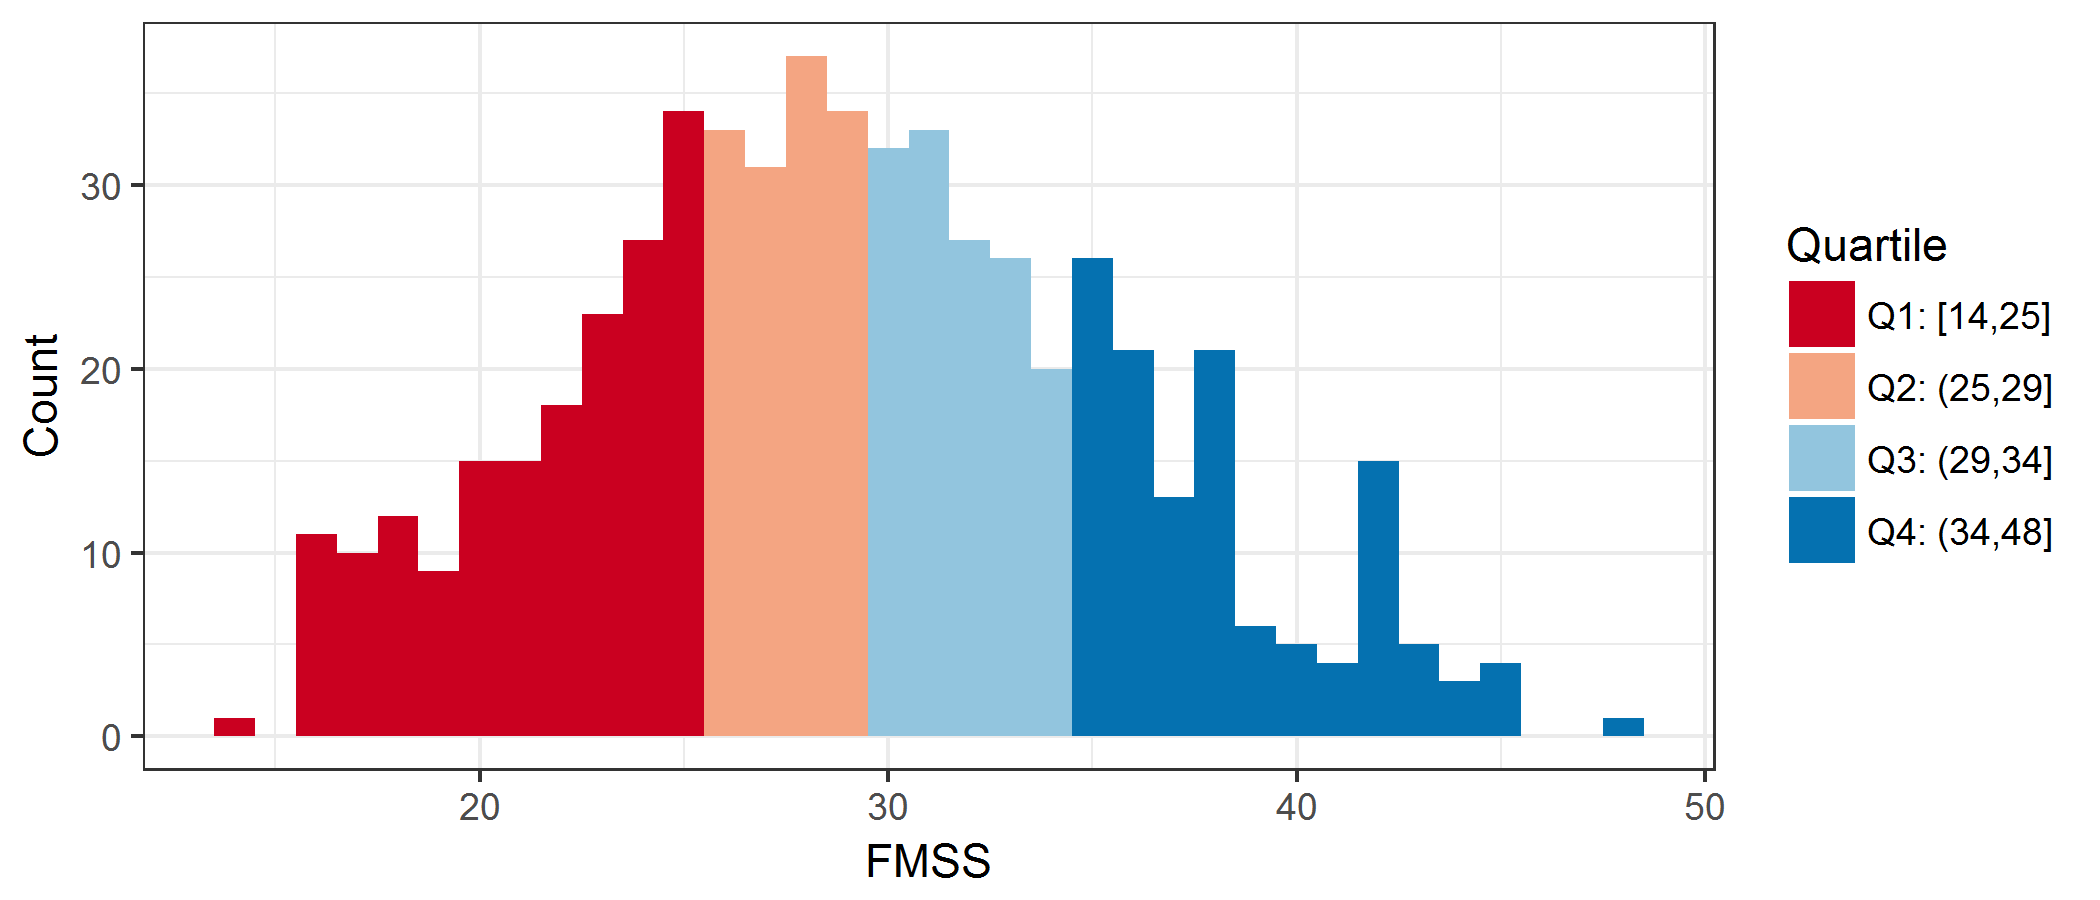 Count
30
20
10
0
20
30
40
50
FMSS
Quartile
Q1: [14,25]
Q2: (25,29]
Q3: (29,34]
Q4: (34,48]